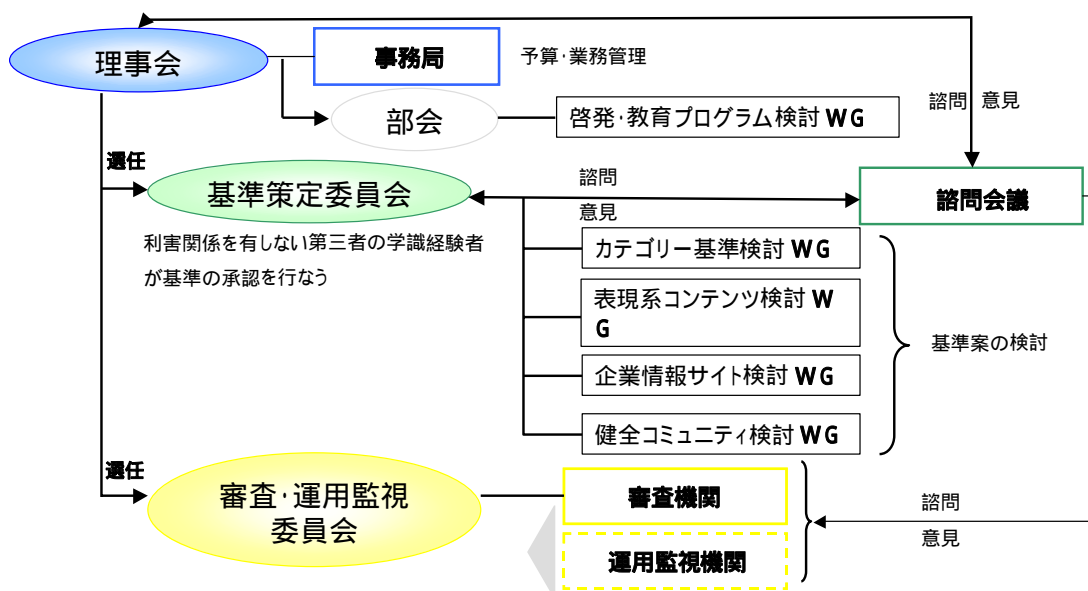 理事会
事務局
予算・業務管理
部会
啓発・教育プログラム検討 WG
諮問
意見
選任
基準策定委員会
諮問
意見
諮問会議
利害関係を有しない第三者の学識経験者
が基準の承認を行なう
カテゴリー基準検討 WG
表現系コンテンツ検討 W
G
企業情報サイト検討 WG
健全コミュニティ検討 WG
基準案の検討
選任
審査・運用監視
委員会
審査機関
運用監視機関
諮問
意見